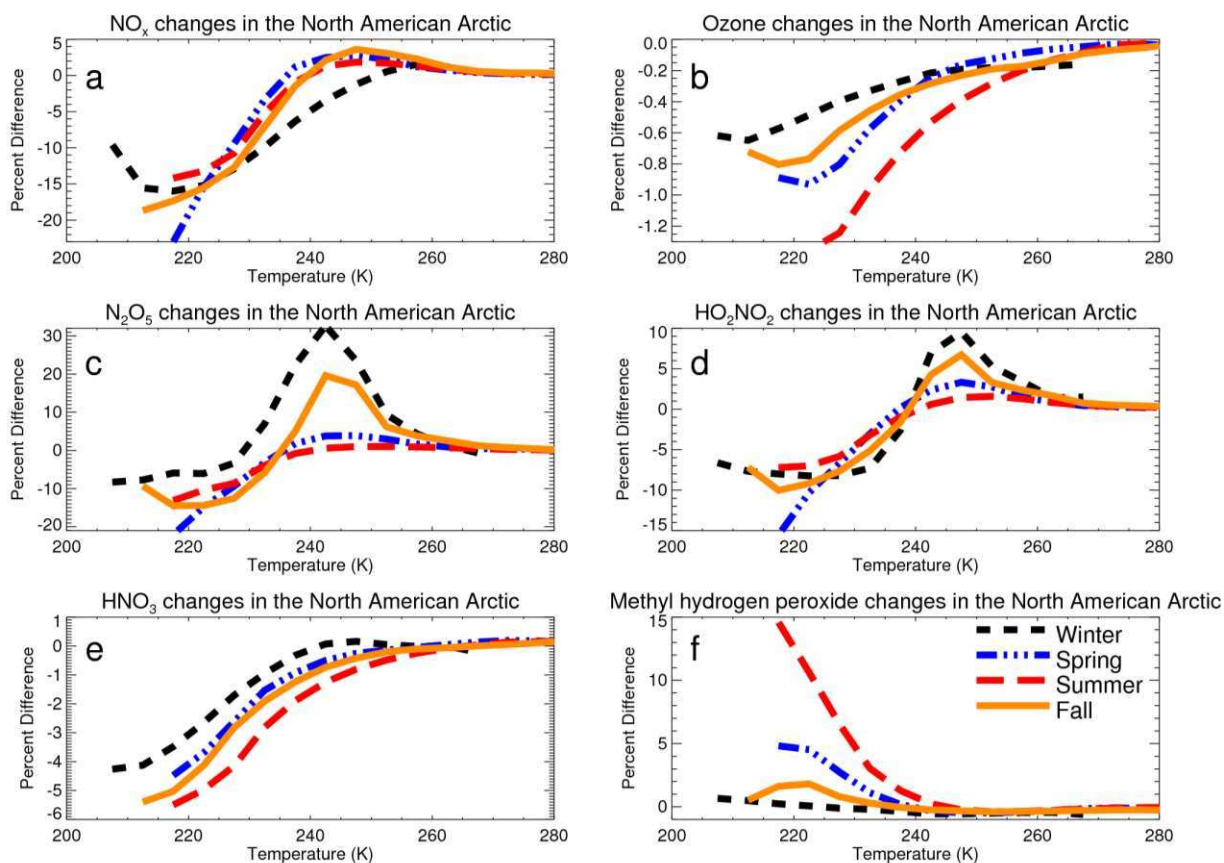 NOₓ changes in the North American Arctic
a
Percent Difference
5
0
-5
-10
-15
-20
200
220
240
260
280
Temperature (K)
Ozone changes in the North American Arctic
b
Percent Difference
0.0
-0.2
-0.4
-0.6
-0.8
-1.0
-1.2
200
220
240
260
280
Temperature (K)
N₂O₅ changes in the North American Arctic
c
Percent Difference
30
20
10
0
-10
-20
200
220
240
260
280
Temperature (K)
HO₂NO₂ changes in the North American Arctic
d
Percent Difference
10
5
0
-5
-10
-15
200
220
240
260
280
Temperature (K)
HNO₃ changes in the North American Arctic
e
Percent Difference
1
0
-1
-2
-3
-4
-5
-6
200
220
240
260
280
Temperature (K)
Methyl hydrogen peroxide changes in the North American Arctic
f
Winter
Spring
Summer
Fall
Percent Difference
15
10
5
0
200
220
240
260
280
Temperature (K)